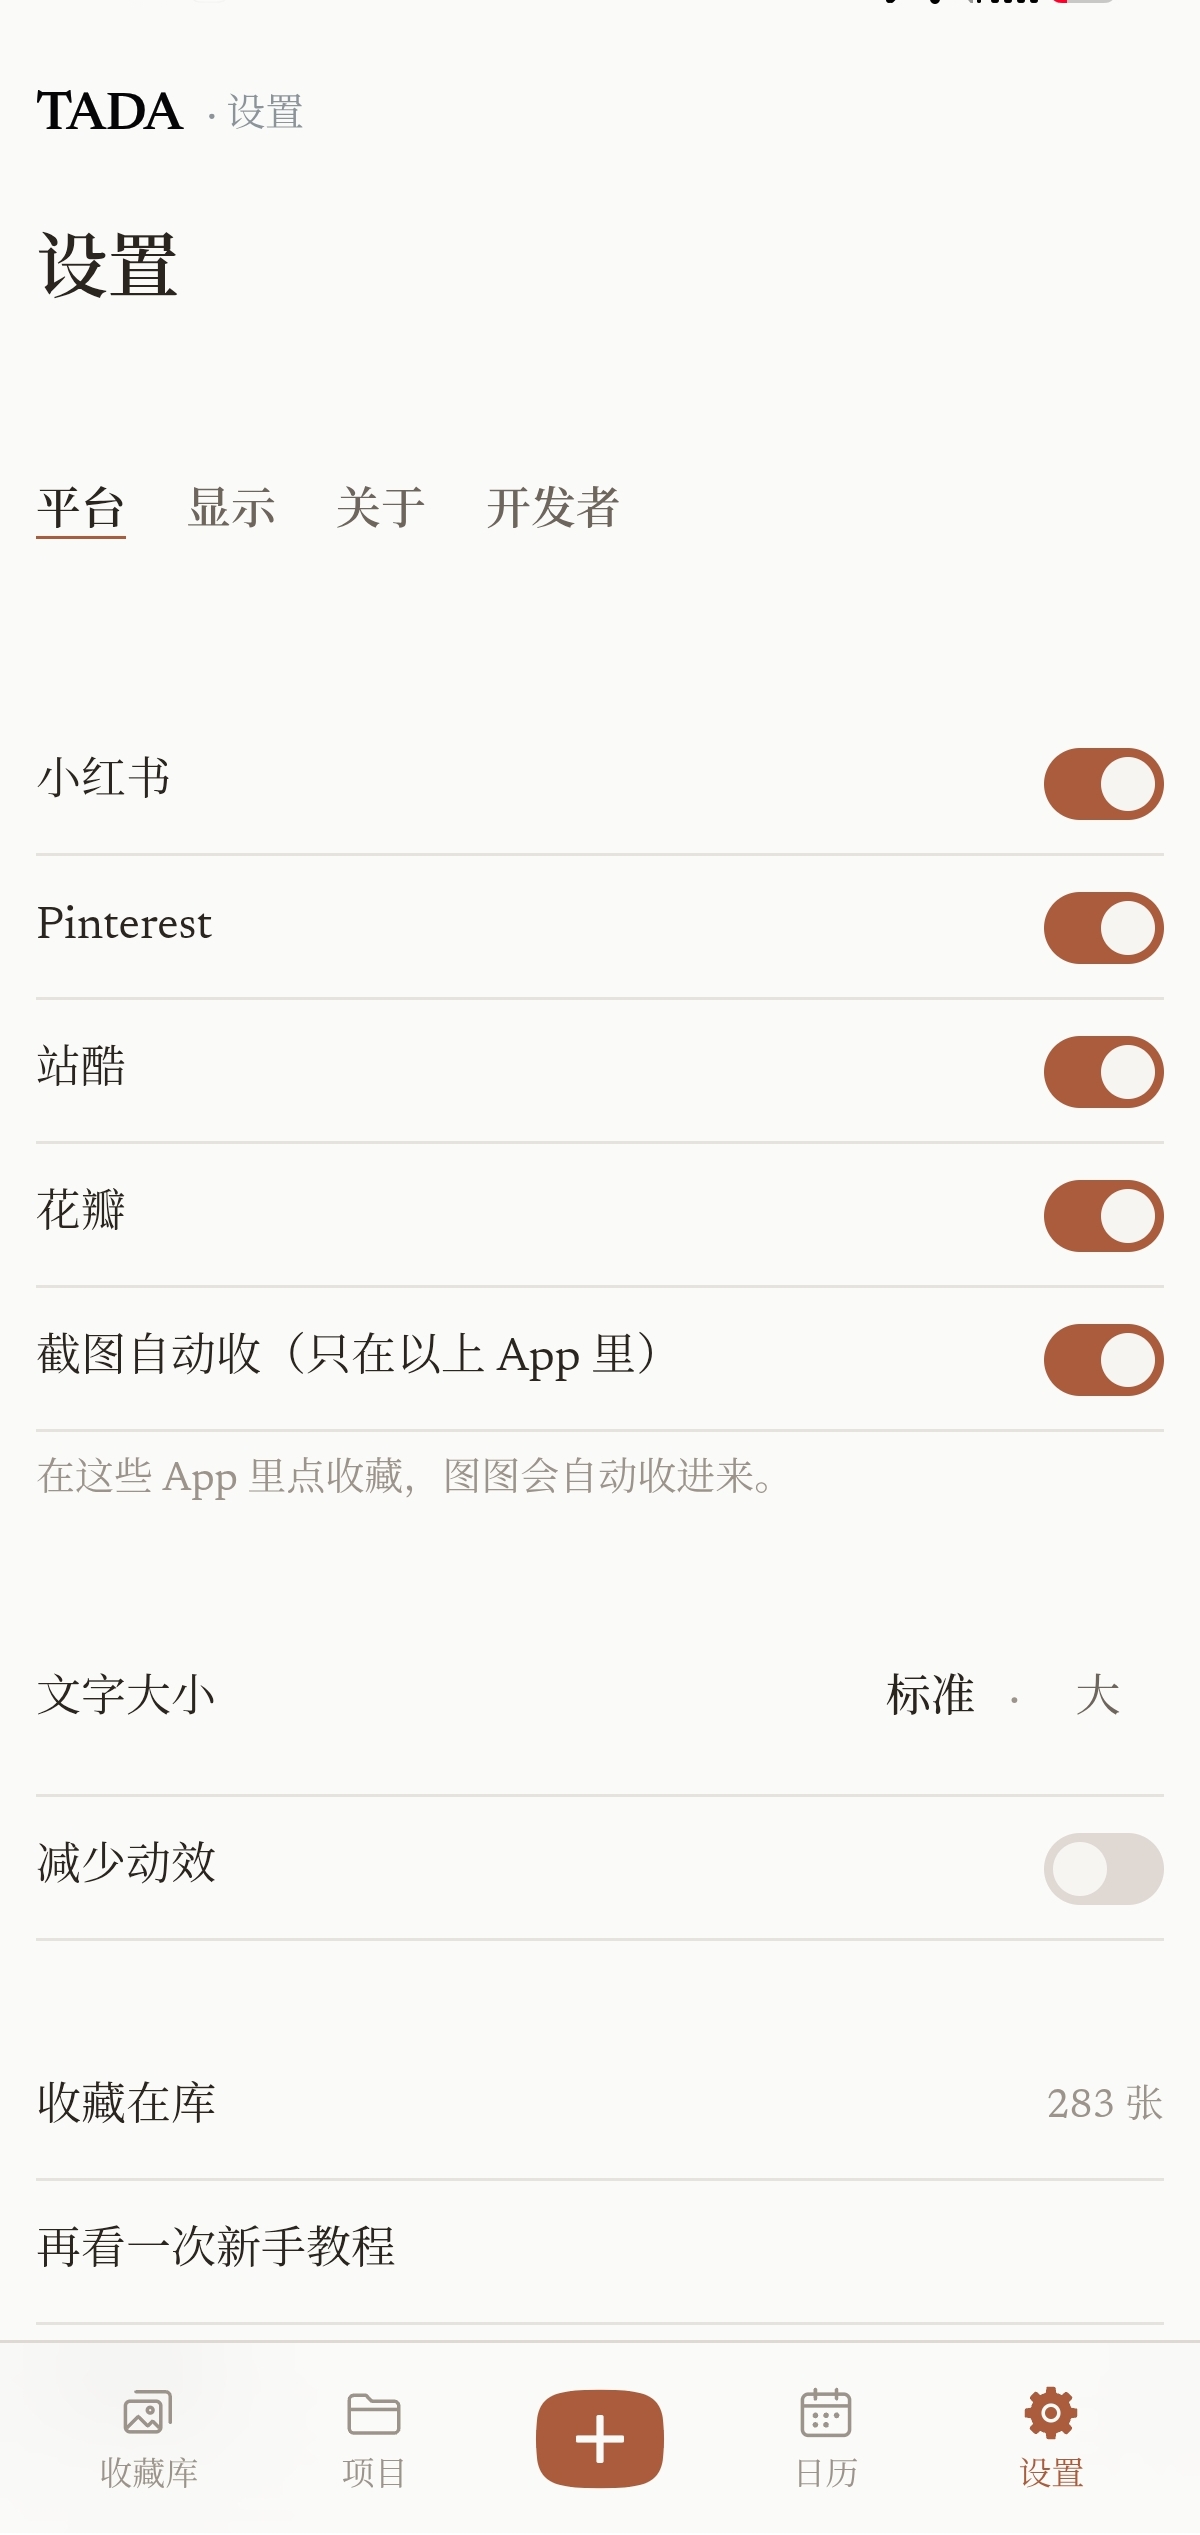 TADA · 设置
设置
平台 显示 关于 开发者
小红书
Pinterest
站酷
花瓣
截图自动收（只在以上 App 里）
在这些 App 里点收藏，图图会自动收进来。
文字大小 标准 · 大
减少动效
收藏在库 283 张
再看一次新手教程
收藏库 项目 日历 设置